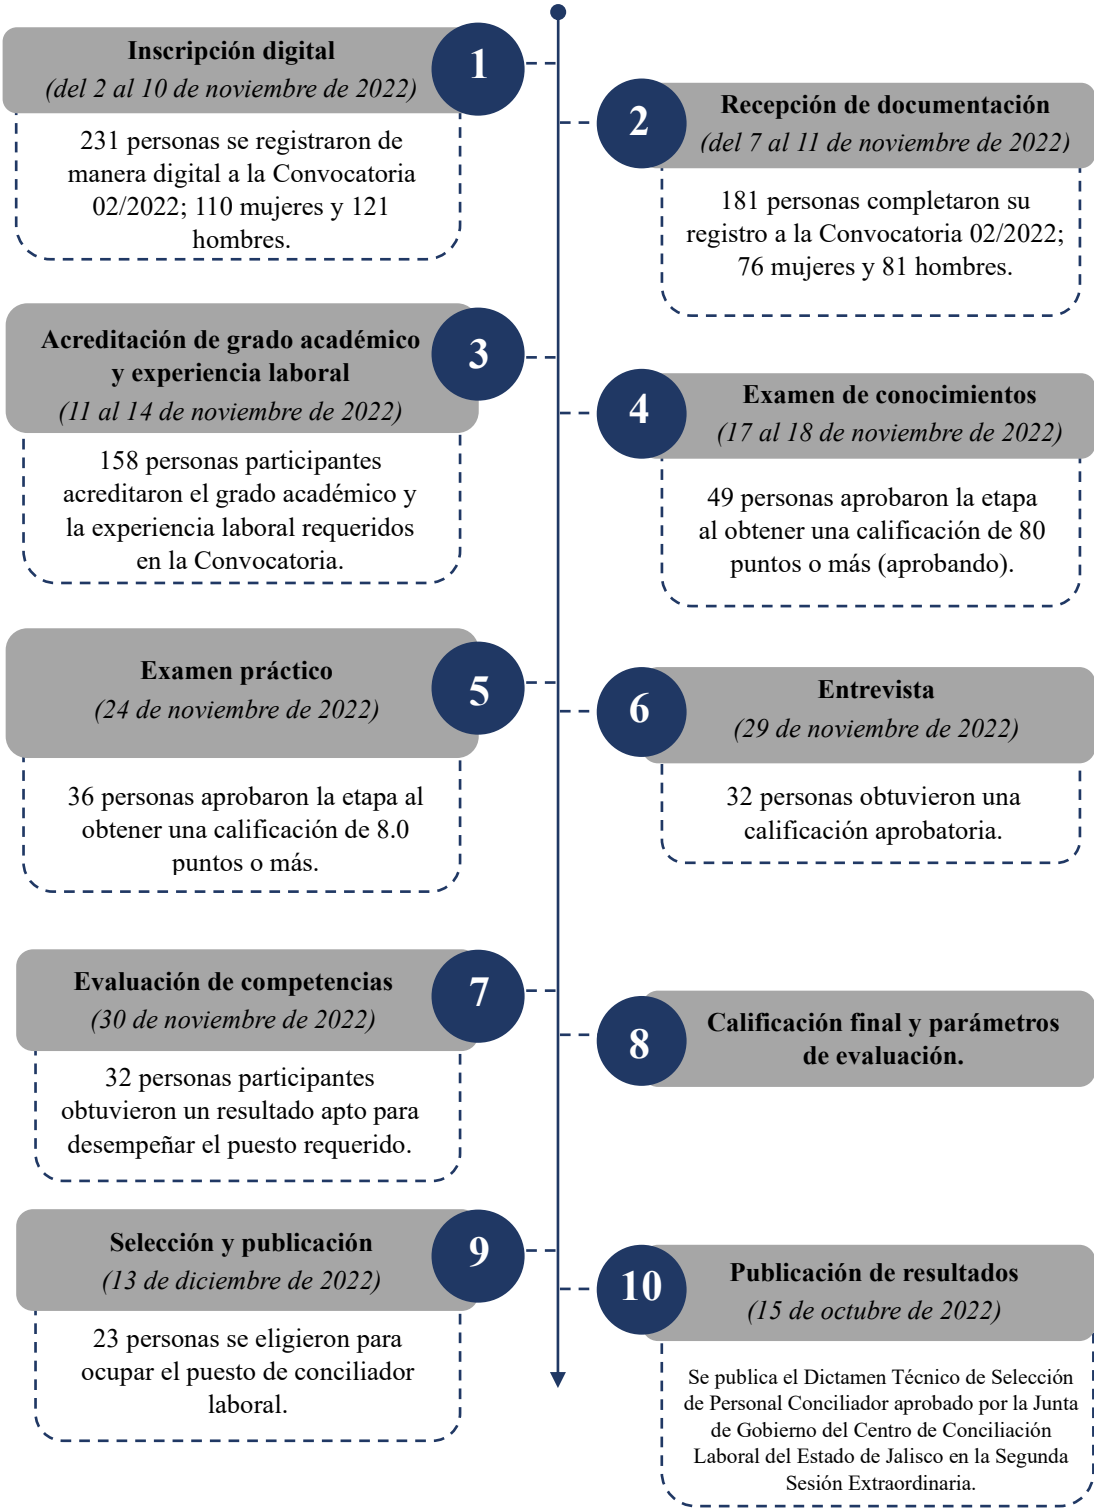 1
Inscripción digital
(del 2 al 10 de noviembre de 2022)
231 personas se registraron de
manera digital a la Convocatoria
02/2022; 110 mujeres y 121
hombres.
2
Recepción de documentación
(del 7 al 11 de noviembre de 2022)
181 personas completaron su
registro a la Convocatoria 02/2022;
76 mujeres y 81 hombres.
3
Acreditación de grado académico
y experiencia laboral
(11 al 14 de noviembre de 2022)
158 personas participantes
acreditaron el grado académico y
la experiencia laboral requeridos
en la Convocatoria.
4
Examen de conocimientos
(17 al 18 de noviembre de 2022)
49 personas aprobaron la etapa
al obtener una calificación de 80
puntos o más (aprobando).
5
Examen práctico
(24 de noviembre de 2022)
36 personas aprobaron la etapa al
obtener una calificación de 8.0
puntos o más.
6
Entrevista
(29 de noviembre de 2022)
32 personas obtuvieron una
calificación aprobatoria.
7
Evaluación de competencias
(30 de noviembre de 2022)
32 personas participantes
obtuvieron un resultado apto para
desempeñar el puesto requerido.
8
Calificación final y parámetros
de evaluación.
9
Selección y publicación
(13 de diciembre de 2022)
23 personas se eligieron para
ocupar el puesto de conciliador
laboral.
10
Publicación de resultados
(15 de octubre de 2022)
Se publica el Dictamen Técnico de Selección
de Personal Conciliador aprobado por la Junta
de Gobierno del Centro de Conciliación
Laboral del Estado de Jalisco en la Segunda
Sesión Extraordinaria.